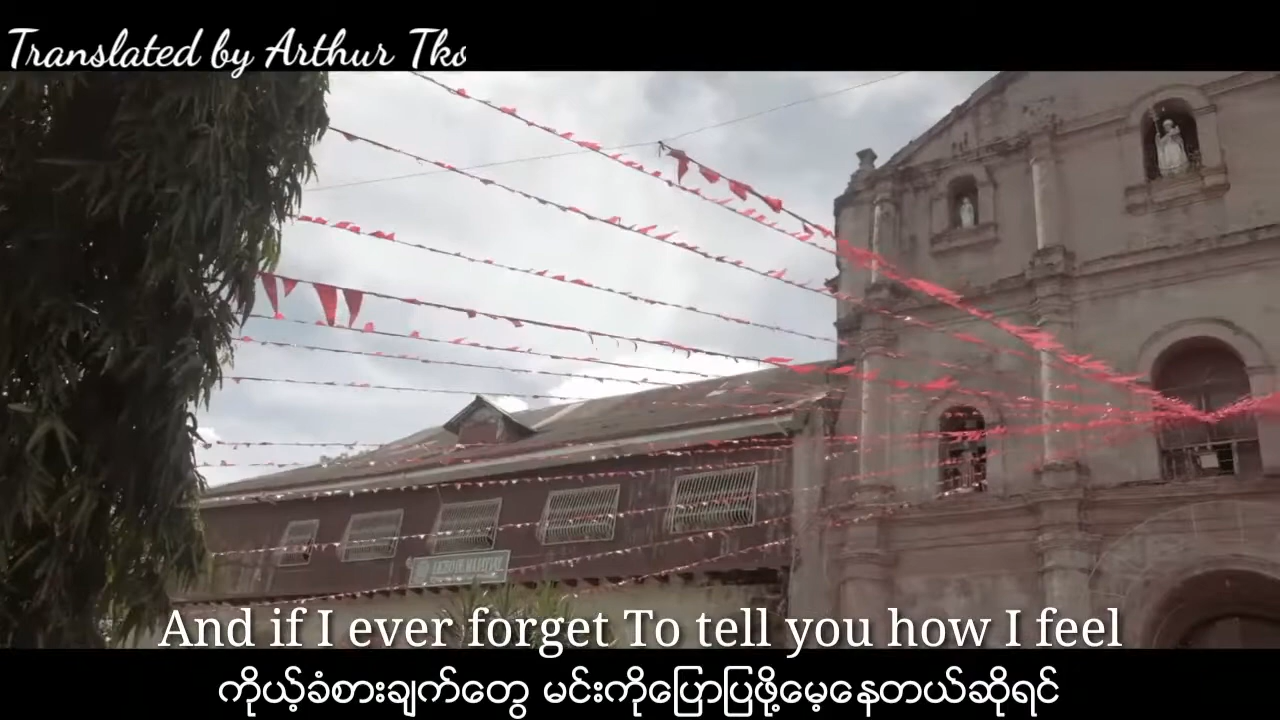 Translated by Arthur Tks
And if I ever forget To tell you how I feel
ကိုယ့်ခံစားချက်တွေ မင်းကိုပြောပြဖို့မေ့နေတယ်ဆိုရင်